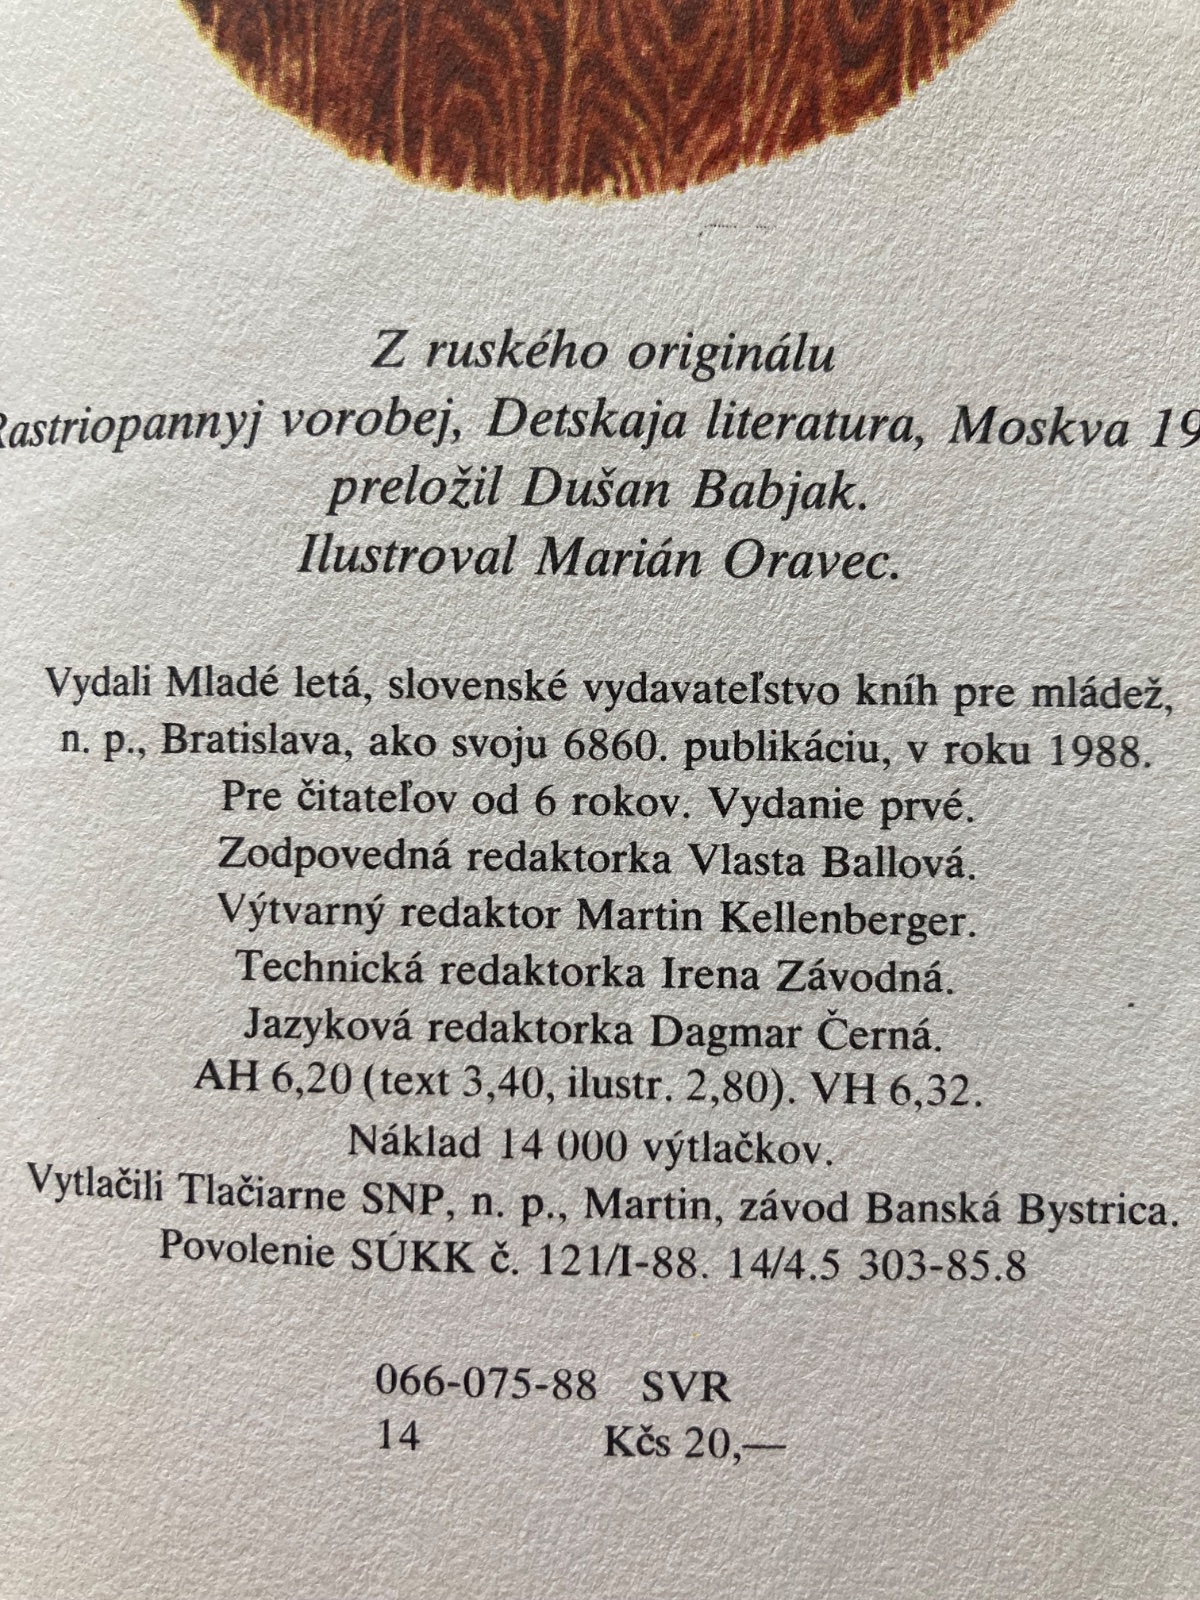 Z ruského originálu
Rastriopannyj vorobej, Detskaja literatura, Moskva 19
preložil Dušan Babjak.
Ilustroval Marián Oravec.
Vydali Mladé letá, slovenské vydavateľstvo kníh pre mládež,
n. p., Bratislava, ako svoju 6860. publikáciu, v roku 1988.
Pre čitateľov od 6 rokov. Vydanie prvé.
Zodpovedná redaktorka Vlasta Ballová.
Výtvarný redaktor Martin Kellenberger.
Technická redaktorka Irena Závodná.
Jazyková redaktorka Dagmar Černá.
AH 6,20 (text 3,40, ilustr. 2,80). VH 6,32.
Náklad 14 000 výtlačkov.
Vytlačili Tlačiarne SNP, n. p., Martin, závod Banská Bystrica.
Povolenie SÚKK č. 121/I-88. 14/4.5 303-85.8
066-075-88 SVR
14 Kčs 20,—